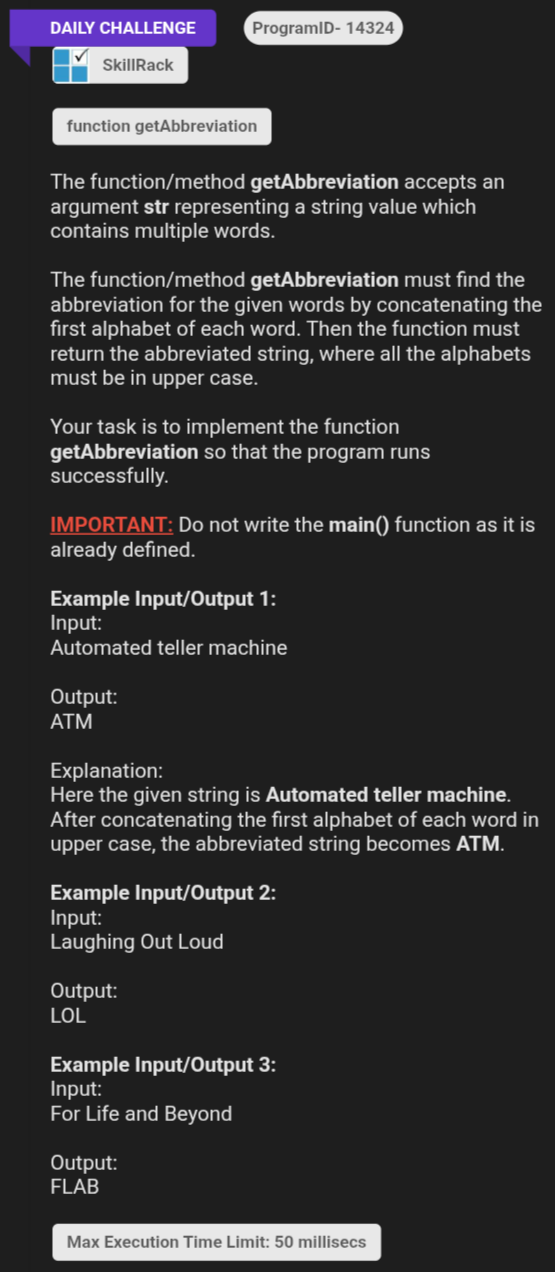 DAILY CHALLENGE
ProgramID- 14324
SkillRack
function getAbbreviation
The function/method getAbbreviation accepts an
argument str representing a string value which
contains multiple words.
The function/method getAbbreviation must find the
abbreviation for the given words by concatenating the
first alphabet of each word. Then the function must
return the abbreviated string, where all the alphabets
must be in upper case.
Your task is to implement the function
getAbbreviation so that the program runs
successfully.
IMPORTANT: Do not write the main() function as it is
already defined.
Example Input/Output 1:
Input:
Automated teller machine
Output:
ATM
Explanation:
Here the given string is Automated teller machine.
After concatenating the first alphabet of each word in
upper case, the abbreviated string becomes ATM.
Example Input/Output 2:
Input:
Laughing Out Loud
Output:
LOL
Example Input/Output 3:
Input:
For Life and Beyond
Output:
FLAB
Max Execution Time Limit: 50 millisecs